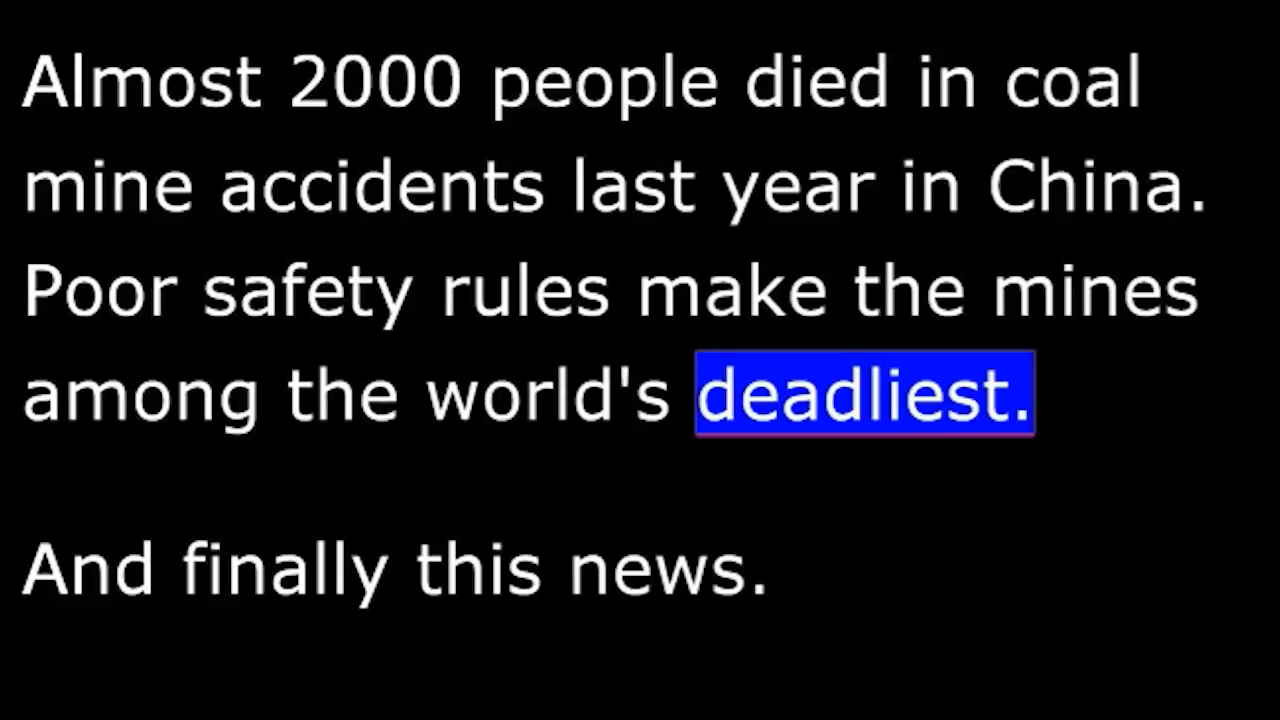 Almost 2000 people died in coal
mine accidents last year in China.
Poor safety rules make the mines
among the world's deadliest.
And finally this news.